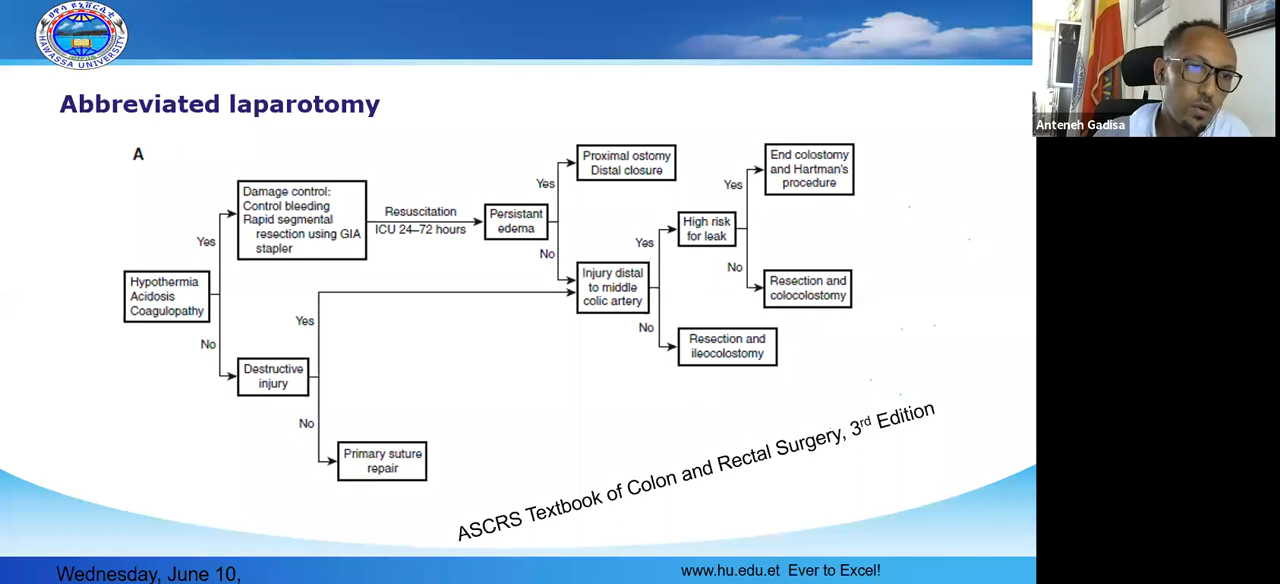 HAWASSA UNIVERSITY
Anteneh Gadisa
Abbreviated laparotomy
A
Hypothermia
Acidosis
Coagulopathy
Yes
No
Damage control:
Control bleeding
Rapid segmental
resection using GIA
stapler
Resuscitation
ICU 24–72 hours
Persistant
edema
Yes
No
Proximal ostomy
Distal closure
Injury distal
to middle
colic artery
Yes
No
High risk
for leak
Yes
No
End colostomy
and Hartman's
procedure
Resection and
colocolostomy
Resection and
ileocolostomy
Destructive
injury
Yes
No
Primary suture
repair
ASCRS Textbook of Colon and Rectal Surgery, 3rd Edition
Wednesday, June 10,
www.hu.edu.et Ever to Excel!